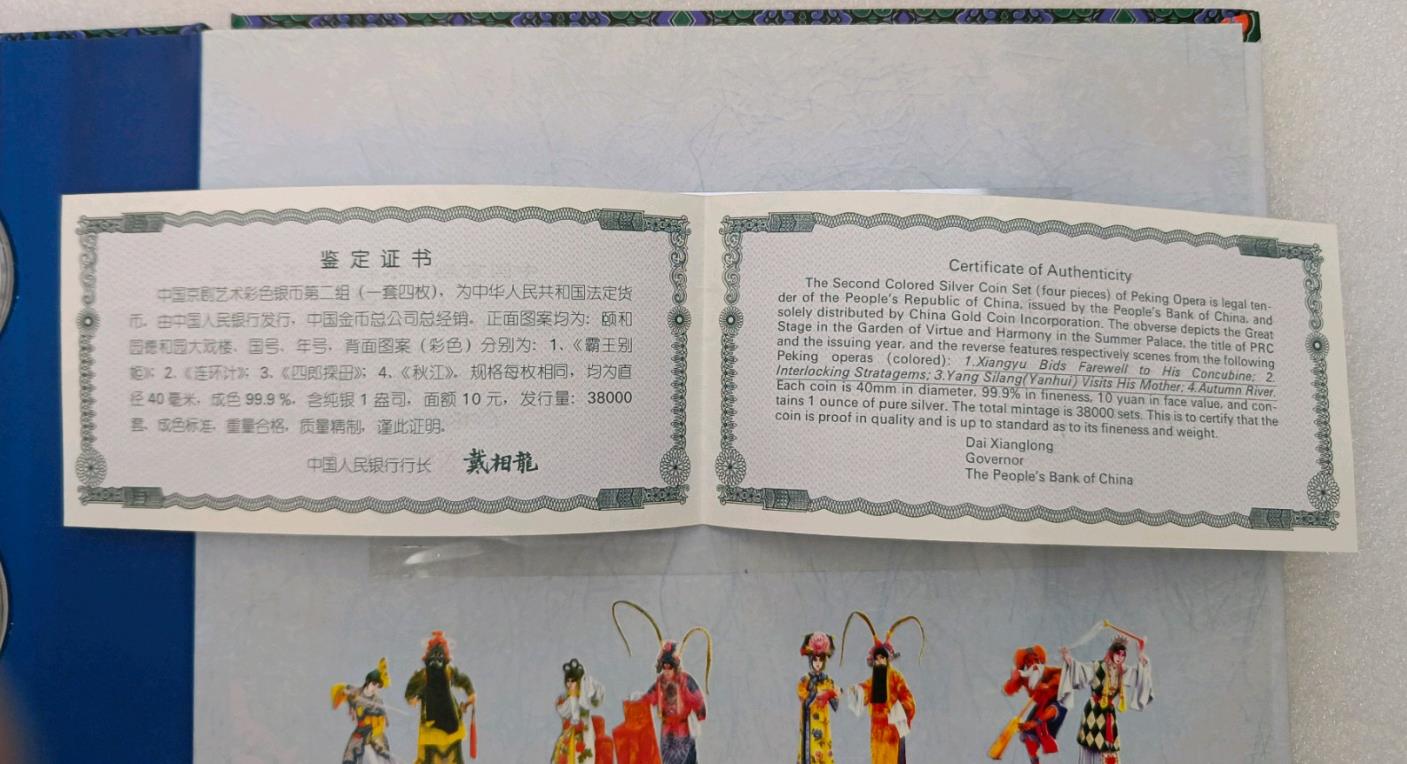 鉴定证书
中国京剧艺术彩色银币第二组（一套四枚），为中华人民共和国法定货
币。由中国人民银行发行，中国金币总公司总经销。正面图案均为：颐和
园德和园大戏楼、国号、年号。背面图案（彩色）分别为：1、《霸王别
姬》；2、《连环计》；3、《四郎探母》；4、《秋江》。规格每枚相同，均为直
径40毫米，成色99.9％，含纯银1盎司，面额10元，发行量：38000
套。成色标准，重量合格，质量精制，谨此证明。
中国人民银行行长 戴相龍
Certificate of Authenticity
The Second Colored Silver Coin Set (four pieces) of Peking Opera is legal ten-
der of the People's Republic of China, issued by the People's Bank of China, and
solely distributed by China Gold Coin Incorporation. The obverse depicts the Great
Stage in the Garden of Virtue and Harmony in the Summer Palace, the title of PRC
and the issuing year, and the reverse features respectively scenes from the following
Peking operas (colored): 1.Xiangyu Bids Farewell to His Concubine; 2.
Interlocking Stratagems; 3.Yang Silang(Yanhui) Visits His Mother; 4.Autumn River.
Each coin is 40mm in diameter, 99.9% in fineness, 10 yuan in face value, and con-
tains 1 ounce of pure silver. The total mintage is 38000 sets. This is to certify that the
coin is proof in quality and is up to standard as to its fineness and weight.
Dai Xianglong
Governor
The People's Bank of China